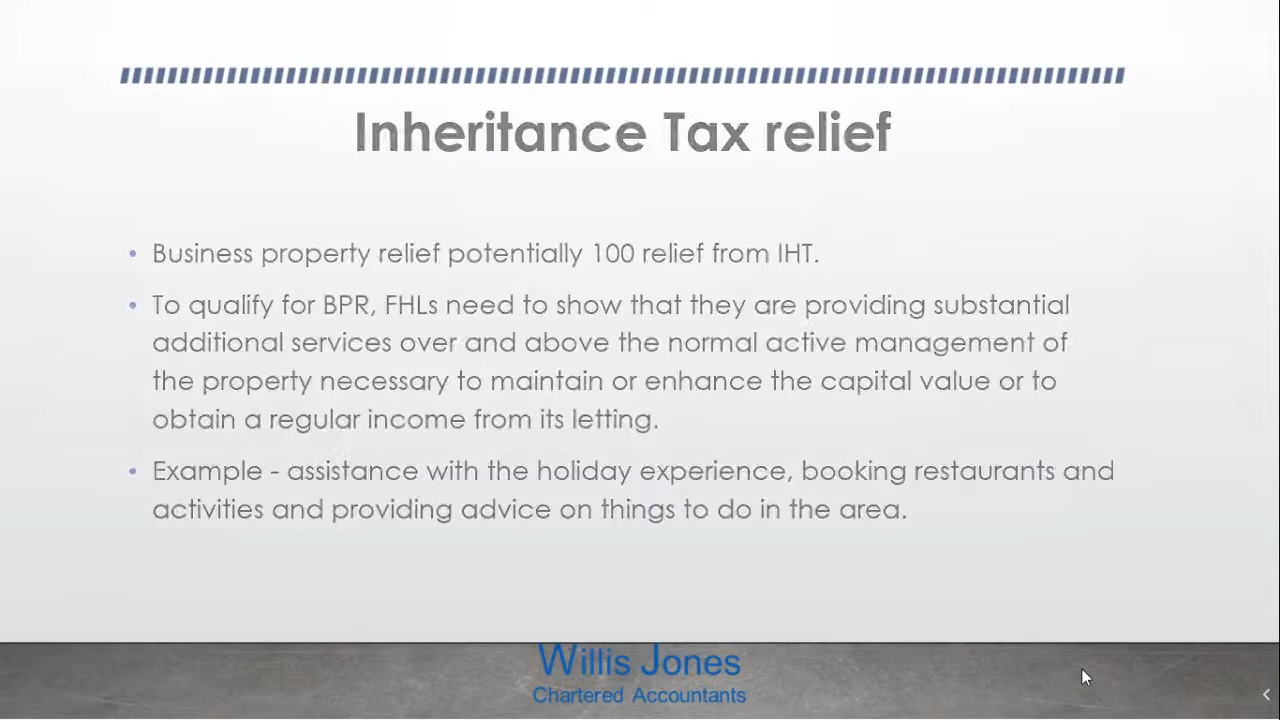 Inheritance Tax relief
Business property relief potentially 100 relief from IHT.
To qualify for BPR, FHLs need to show that they are providing substantial
additional services over and above the normal active management of
the property necessary to maintain or enhance the capital value or to
obtain a regular income from its letting.
Example - assistance with the holiday experience, booking restaurants and
activities and providing advice on things to do in the area.
Willis Jones
Chartered Accountants